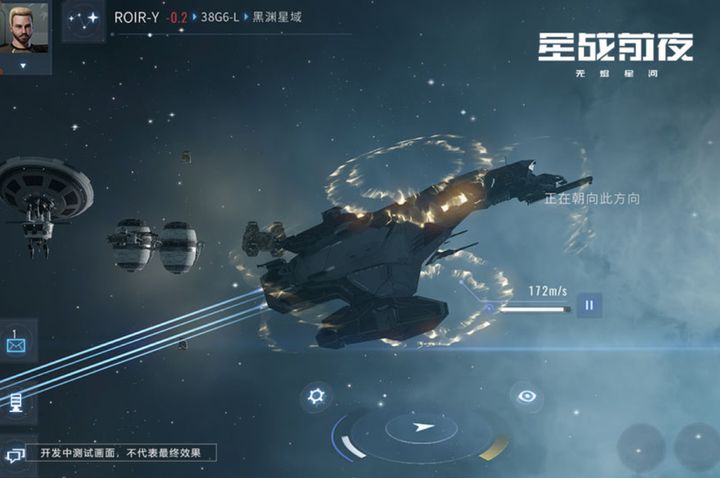 ROIR-Y -0.2 38G6-L 黑渊星域
星战前夜
无烬星河
正在朝向此方向
172m/s
1
开发中测试画面，不代表最终效果